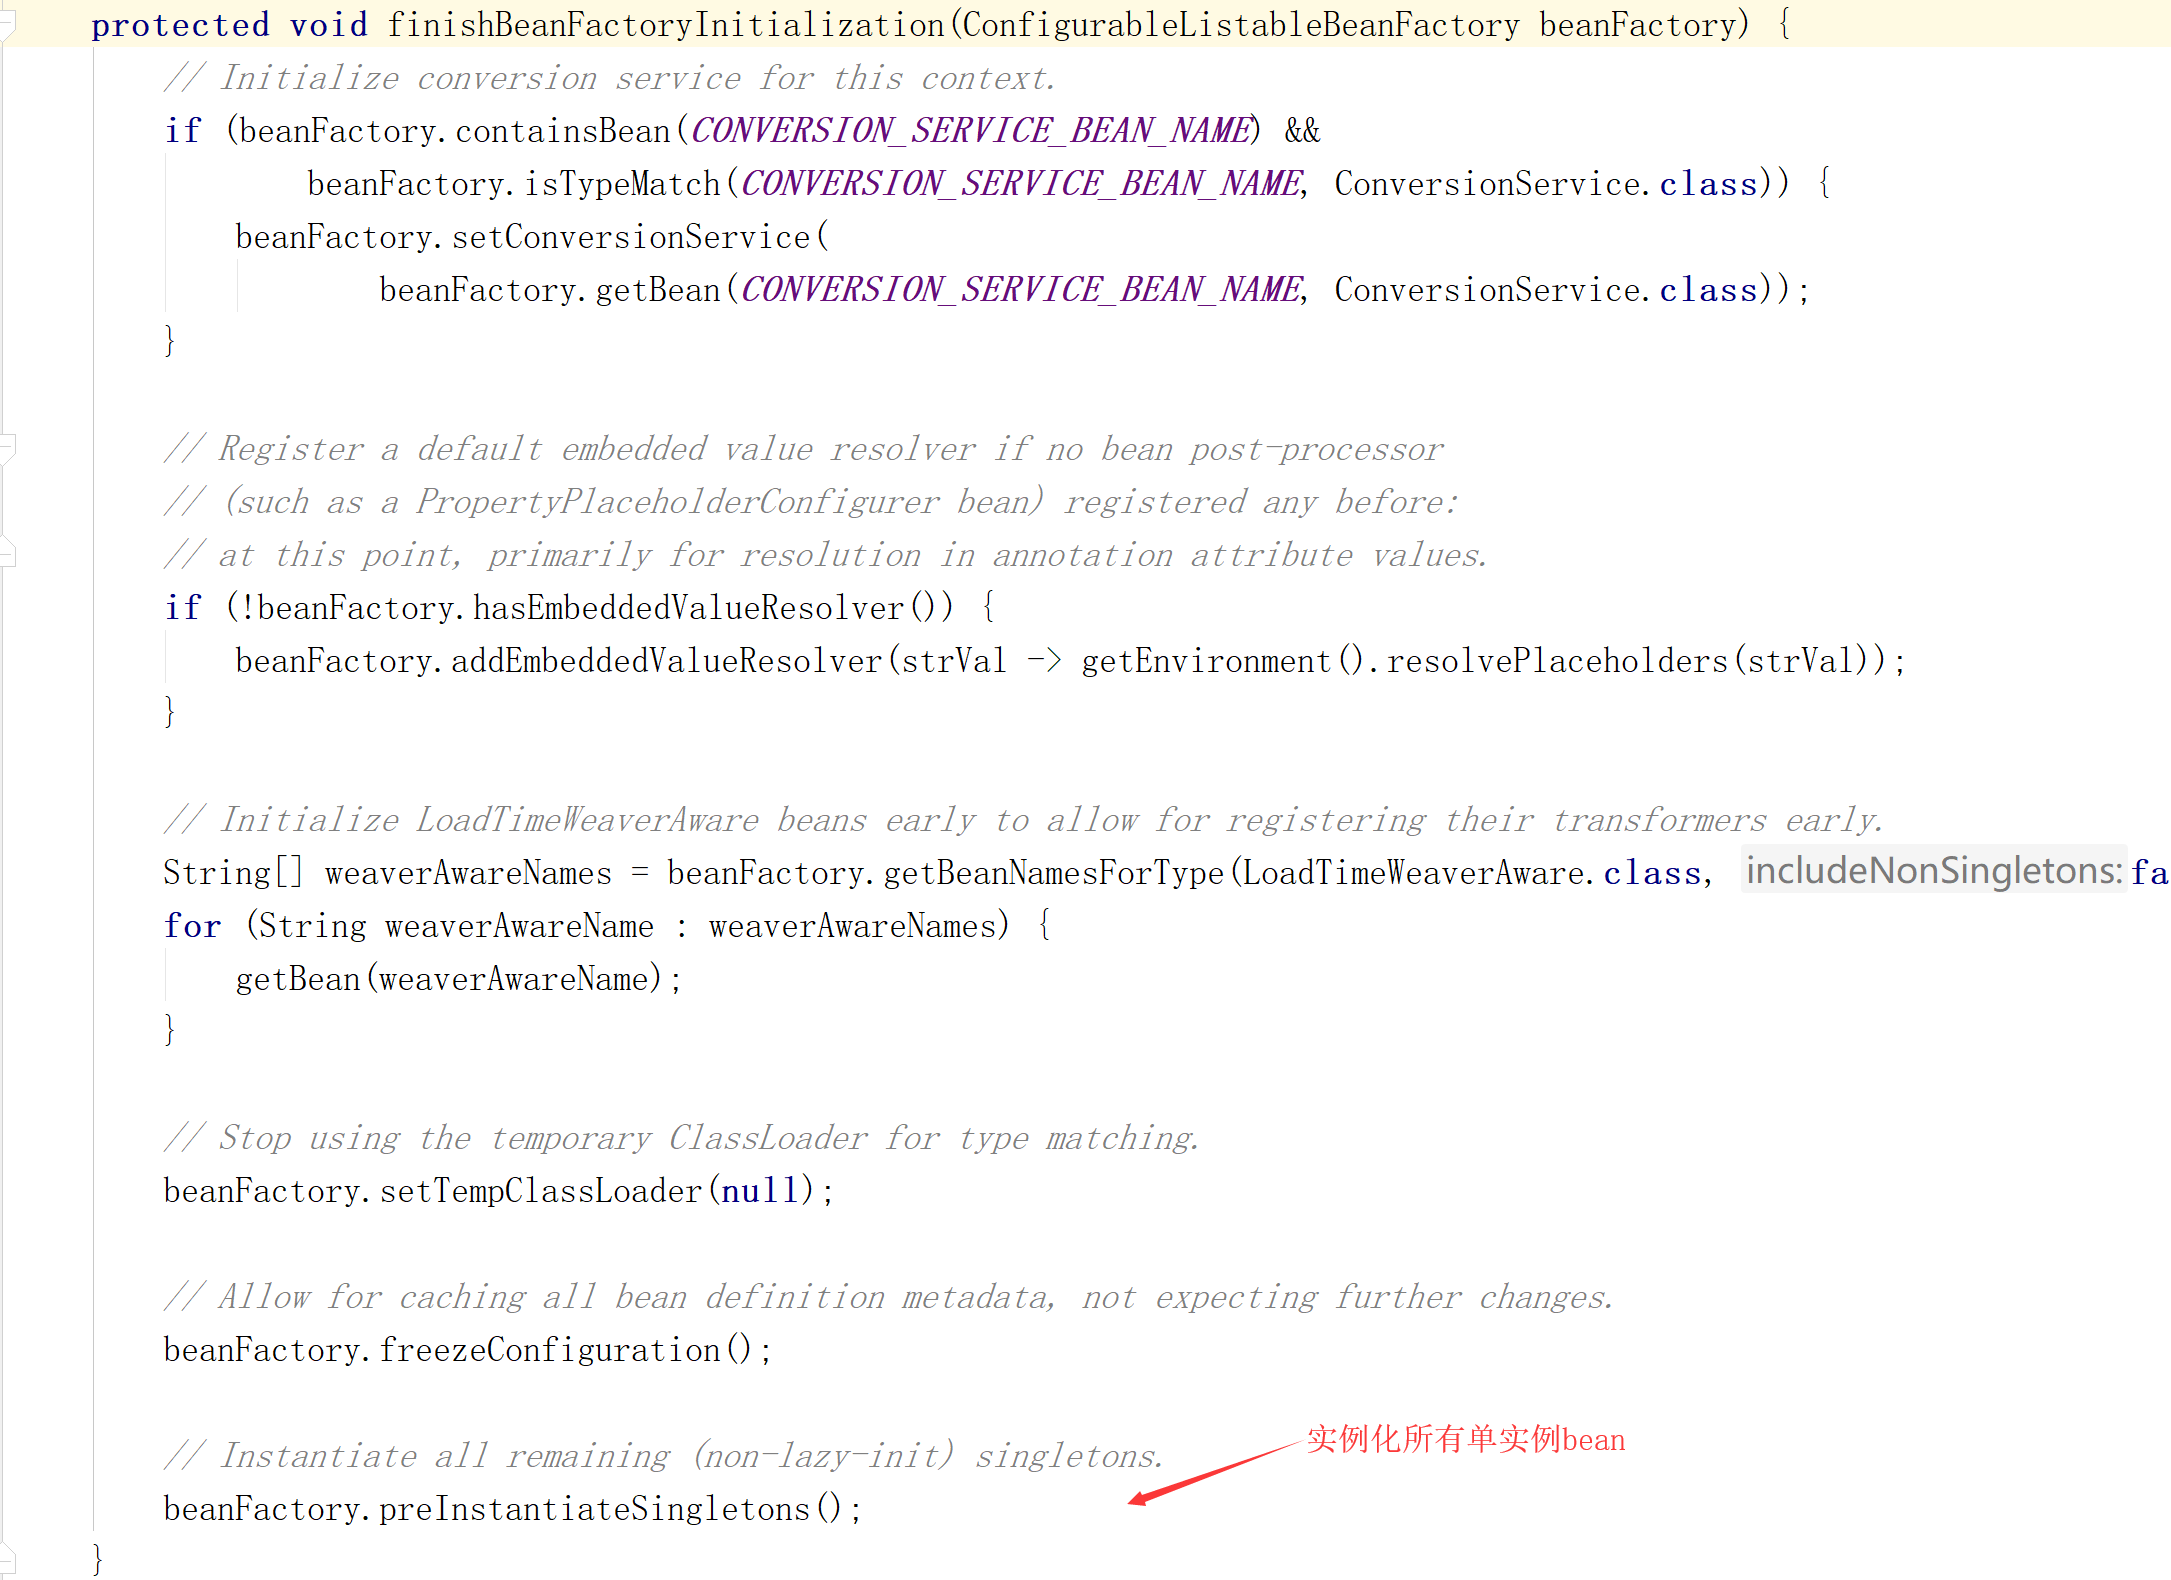 protected void finishBeanFactoryInitialization(ConfigurableListableBeanFactory beanFactory) {
// Initialize conversion service for this context.
if (beanFactory.containsBean(CONVERSION_SERVICE_BEAN_NAME) &&
beanFactory.isTypeMatch(CONVERSION_SERVICE_BEAN_NAME, ConversionService.class)) {
beanFactory.setConversionService(
beanFactory.getBean(CONVERSION_SERVICE_BEAN_NAME, ConversionService.class));
}
// Register a default embedded value resolver if no bean post-processor
// (such as a PropertyPlaceholderConfigurer bean) registered any before:
// at this point, primarily for resolution in annotation attribute values.
if (!beanFactory.hasEmbeddedValueResolver()) {
beanFactory.addEmbeddedValueResolver(strVal -> getEnvironment().resolvePlaceholders(strVal));
}
// Initialize LoadTimeWeaverAware beans early to allow for registering their transformers early.
String[] weaverAwareNames = beanFactory.getBeanNamesForType(LoadTimeWeaverAware.class, includeNonSingletons: fa
for (String weaverAwareName : weaverAwareNames) {
getBean(weaverAwareName);
}
// Stop using the temporary ClassLoader for type matching.
beanFactory.setTempClassLoader(null);
// Allow for caching all bean definition metadata, not expecting further changes.
beanFactory.freezeConfiguration();
实例化所有单实例bean
// Instantiate all remaining (non-lazy-init) singletons.
beanFactory.preInstantiateSingletons();
}